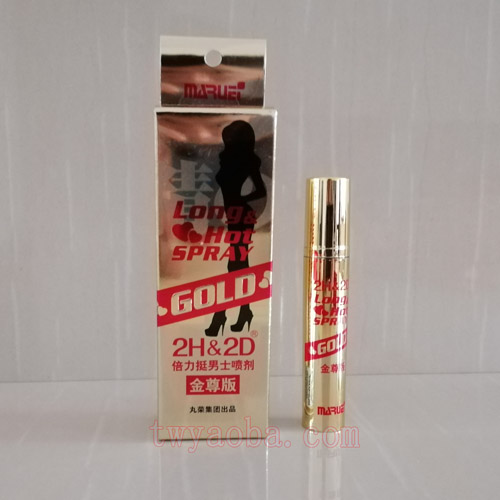 MARUEI
Long &
Hot
SPRAY
GOLD
2H&2D®
倍力挺男士喷剂
金尊版
丸荣集团出品
2H&2D
Long &
Hot
SPRAY
GOLD
金尊版
MARUEI
twyaoba.com